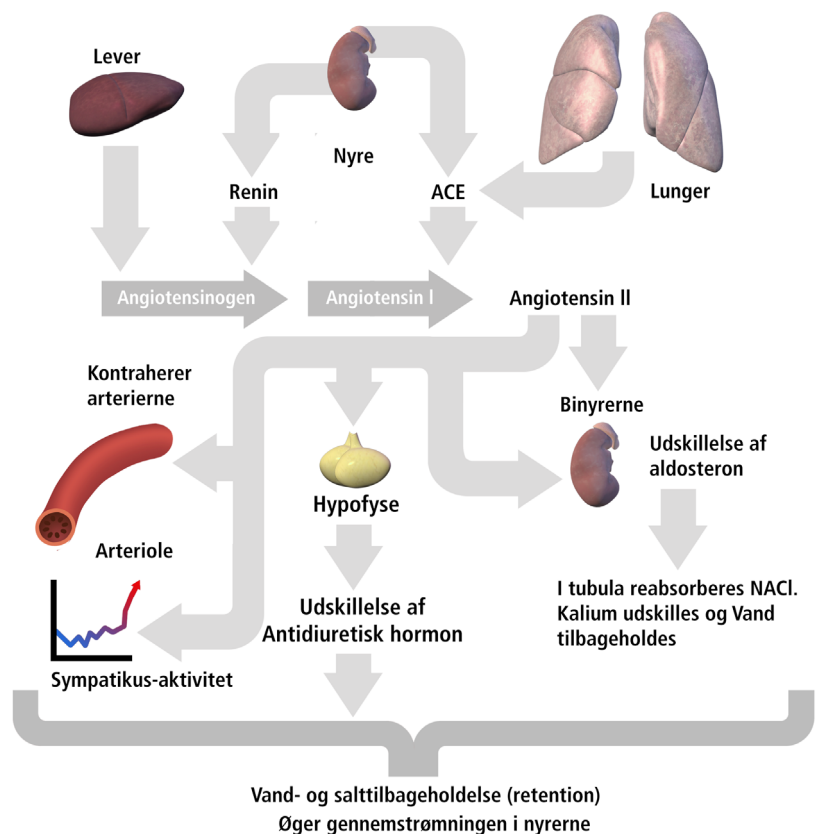 Lever
Nyre
Lunger
Renin
ACE
Angiotensinogen
Angiotensin I
Angiotensin ll
Kontraherer
arterierne
Arteriole
Hypofyse
Binyrerne
Udskillelse af
aldosteron
I tubula reabsorberes NACl.
Kalium udskilles og Vand
tilbageholdes
Udskillelse af
Antidiuretisk hormon
Sympatikus-aktivitet
Vand- og salttilbageholdelse (retention)
Øger gennemstrømningen i nyrerne